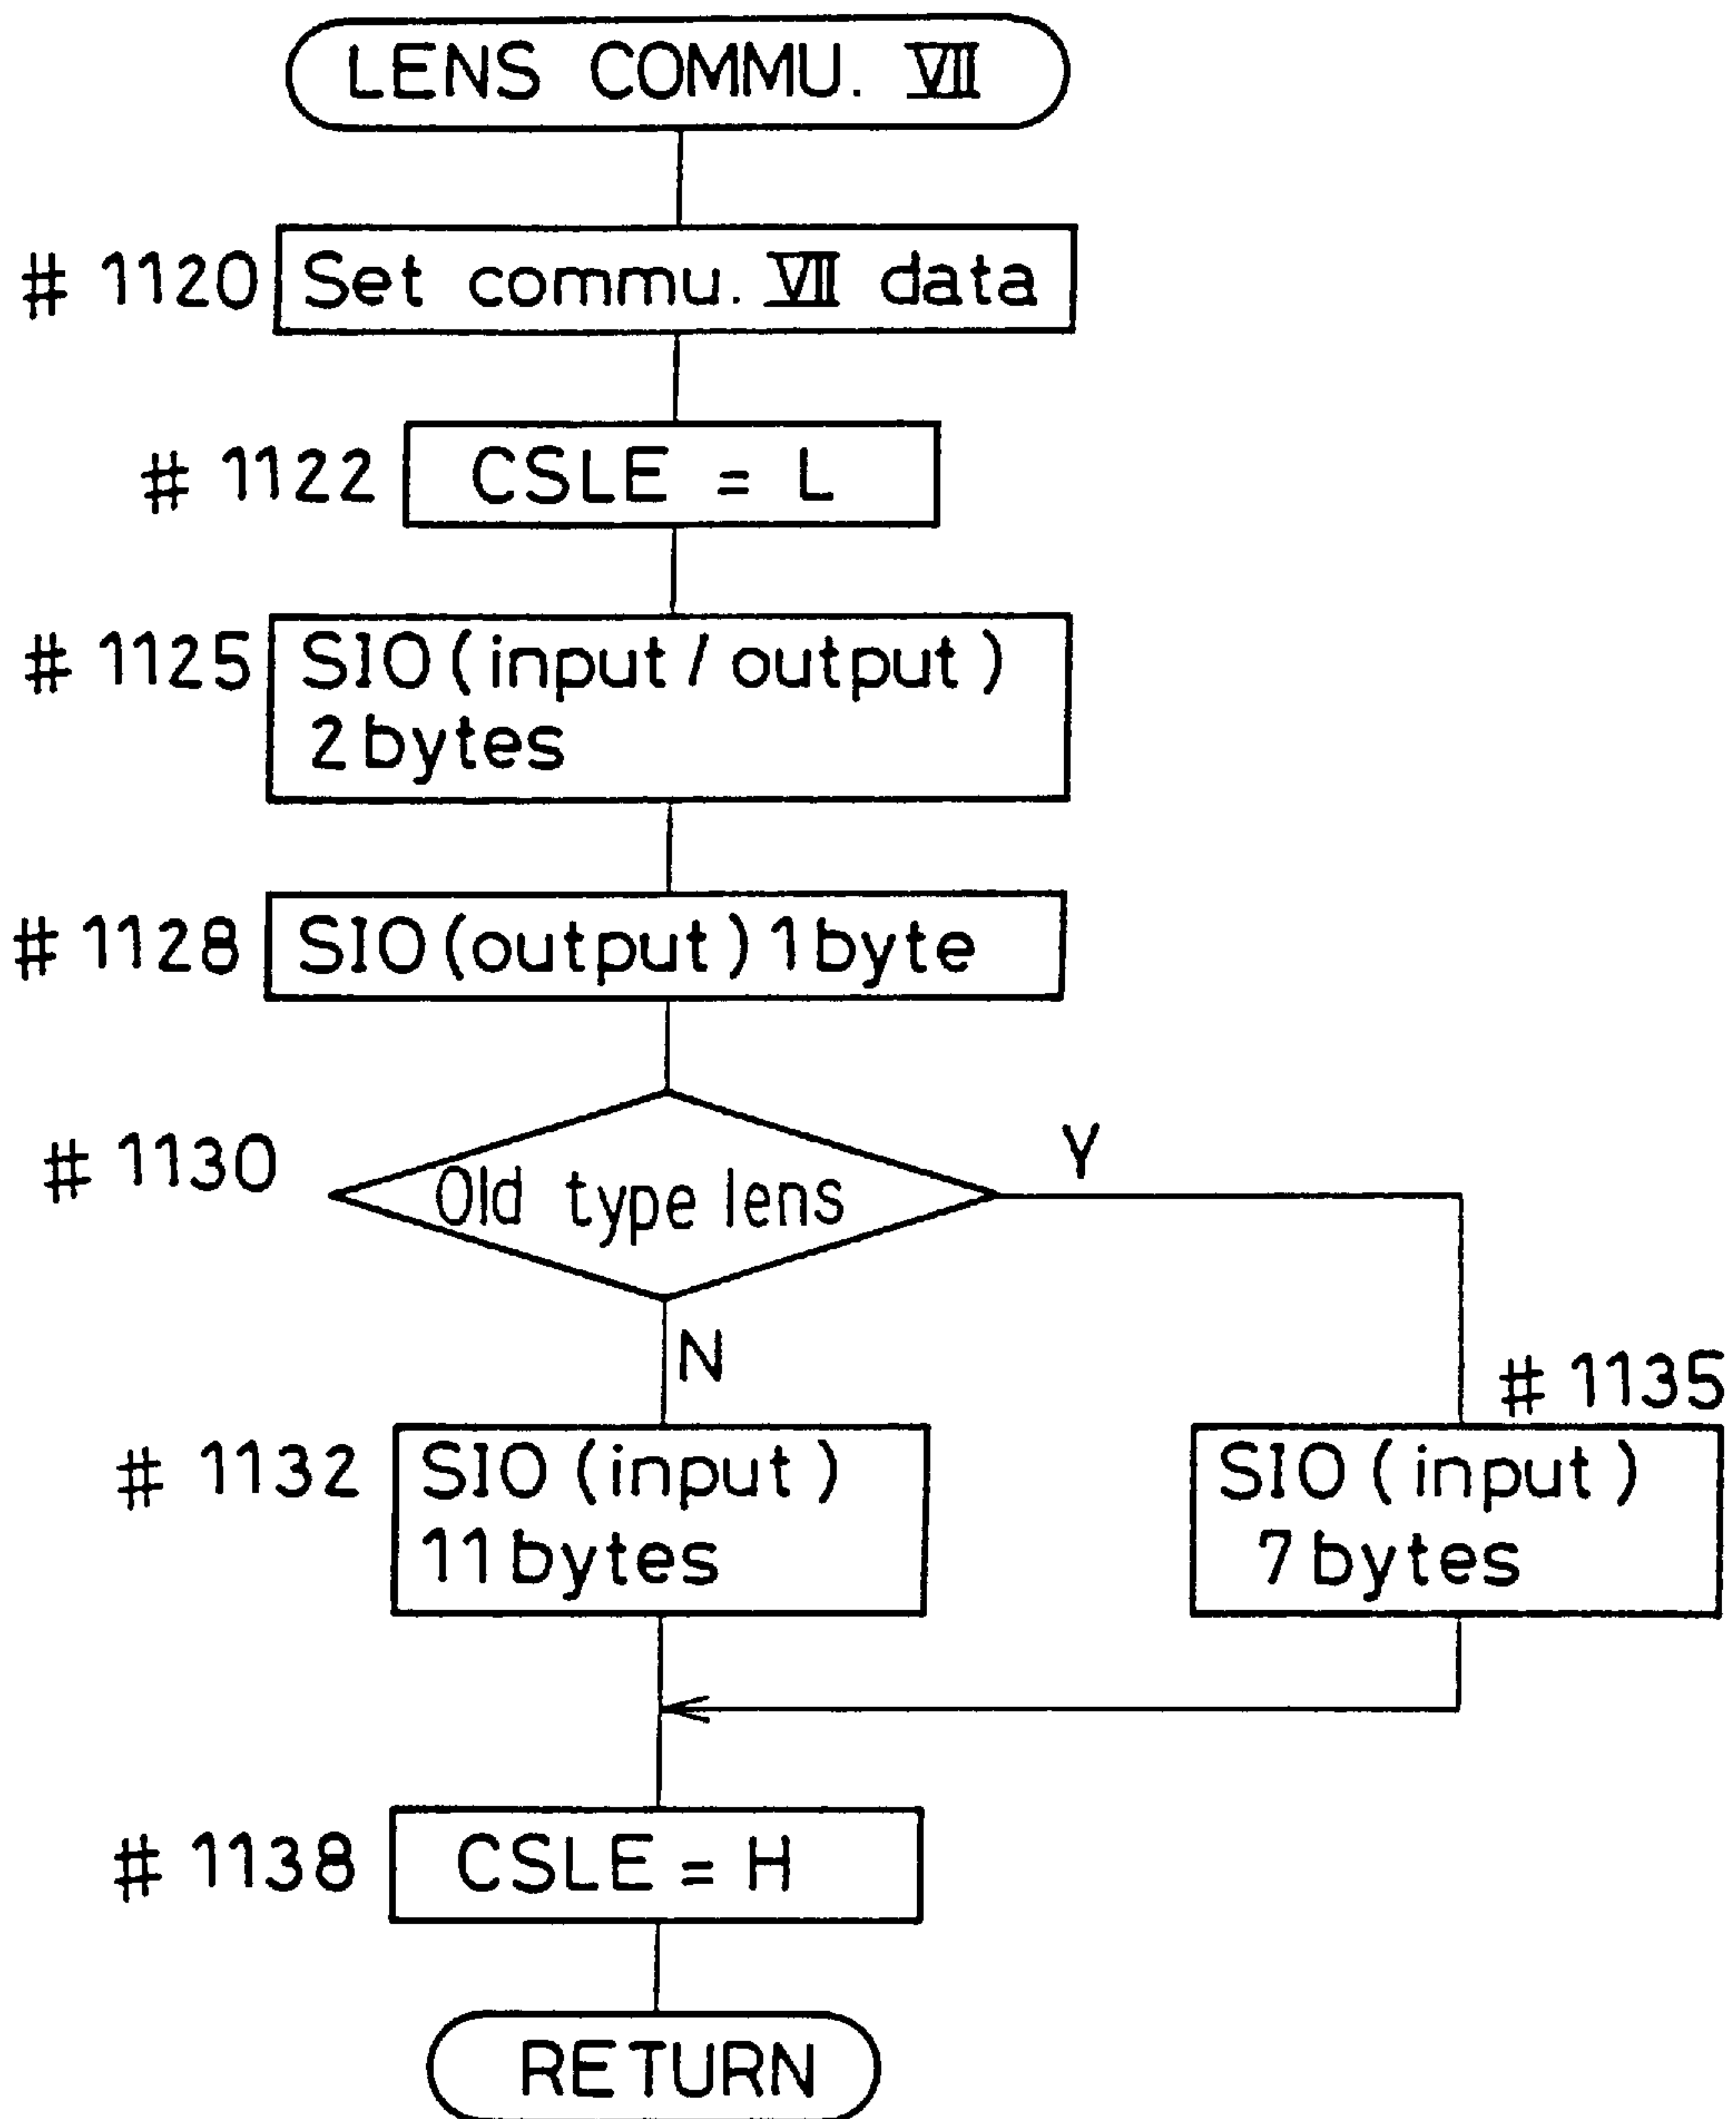 LENS COMMU. VII
# 1120 Set commu. VII data
# 1122 CSLE = L
# 1125 SIO(input/output)
2 bytes
# 1128 SIO(output) 1 byte
# 1130 Old type lens Y
N
# 1135
# 1132 SIO (input) SIO (input)
11 bytes 7 bytes
# 1138 CSLE = H
RETURN